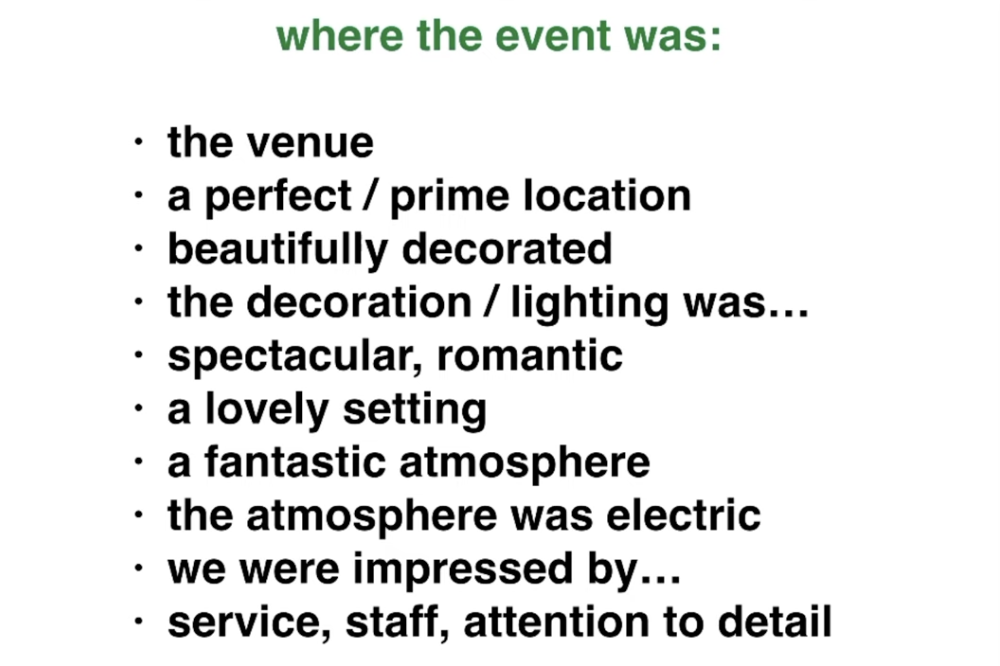 where the event was:
· the venue
· a perfect / prime location
· beautifully decorated
· the decoration / lighting was...
· spectacular, romantic
· a lovely setting
· a fantastic atmosphere
· the atmosphere was electric
· we were impressed by...
· service, staff, attention to detail